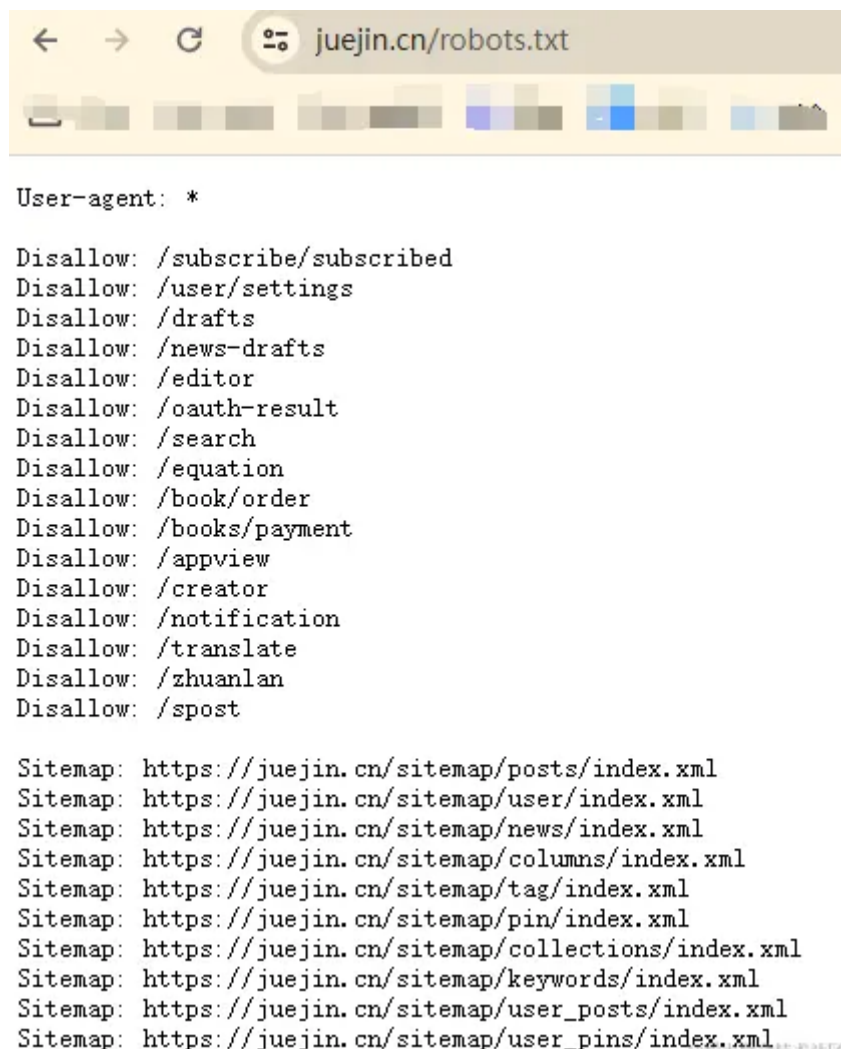 juejin.cn/robots.txt
User-agent: *
Disallow: /subscribe/subscribed
Disallow: /user/settings
Disallow: /drafts
Disallow: /news-drafts
Disallow: /editor
Disallow: /oauth-result
Disallow: /search
Disallow: /equation
Disallow: /book/order
Disallow: /books/payment
Disallow: /appview
Disallow: /creator
Disallow: /notification
Disallow: /translate
Disallow: /zhuanlan
Disallow: /spost
Sitemap: https://juejin.cn/sitemap/posts/index.xml
Sitemap: https://juejin.cn/sitemap/user/index.xml
Sitemap: https://juejin.cn/sitemap/news/index.xml
Sitemap: https://juejin.cn/sitemap/columns/index.xml
Sitemap: https://juejin.cn/sitemap/tag/index.xml
Sitemap: https://juejin.cn/sitemap/pin/index.xml
Sitemap: https://juejin.cn/sitemap/collections/index.xml
Sitemap: https://juejin.cn/sitemap/keywords/index.xml
Sitemap: https://juejin.cn/sitemap/user_posts/index.xml
Sitemap: https://juejin.cn/sitemap/user_pins/index.xml